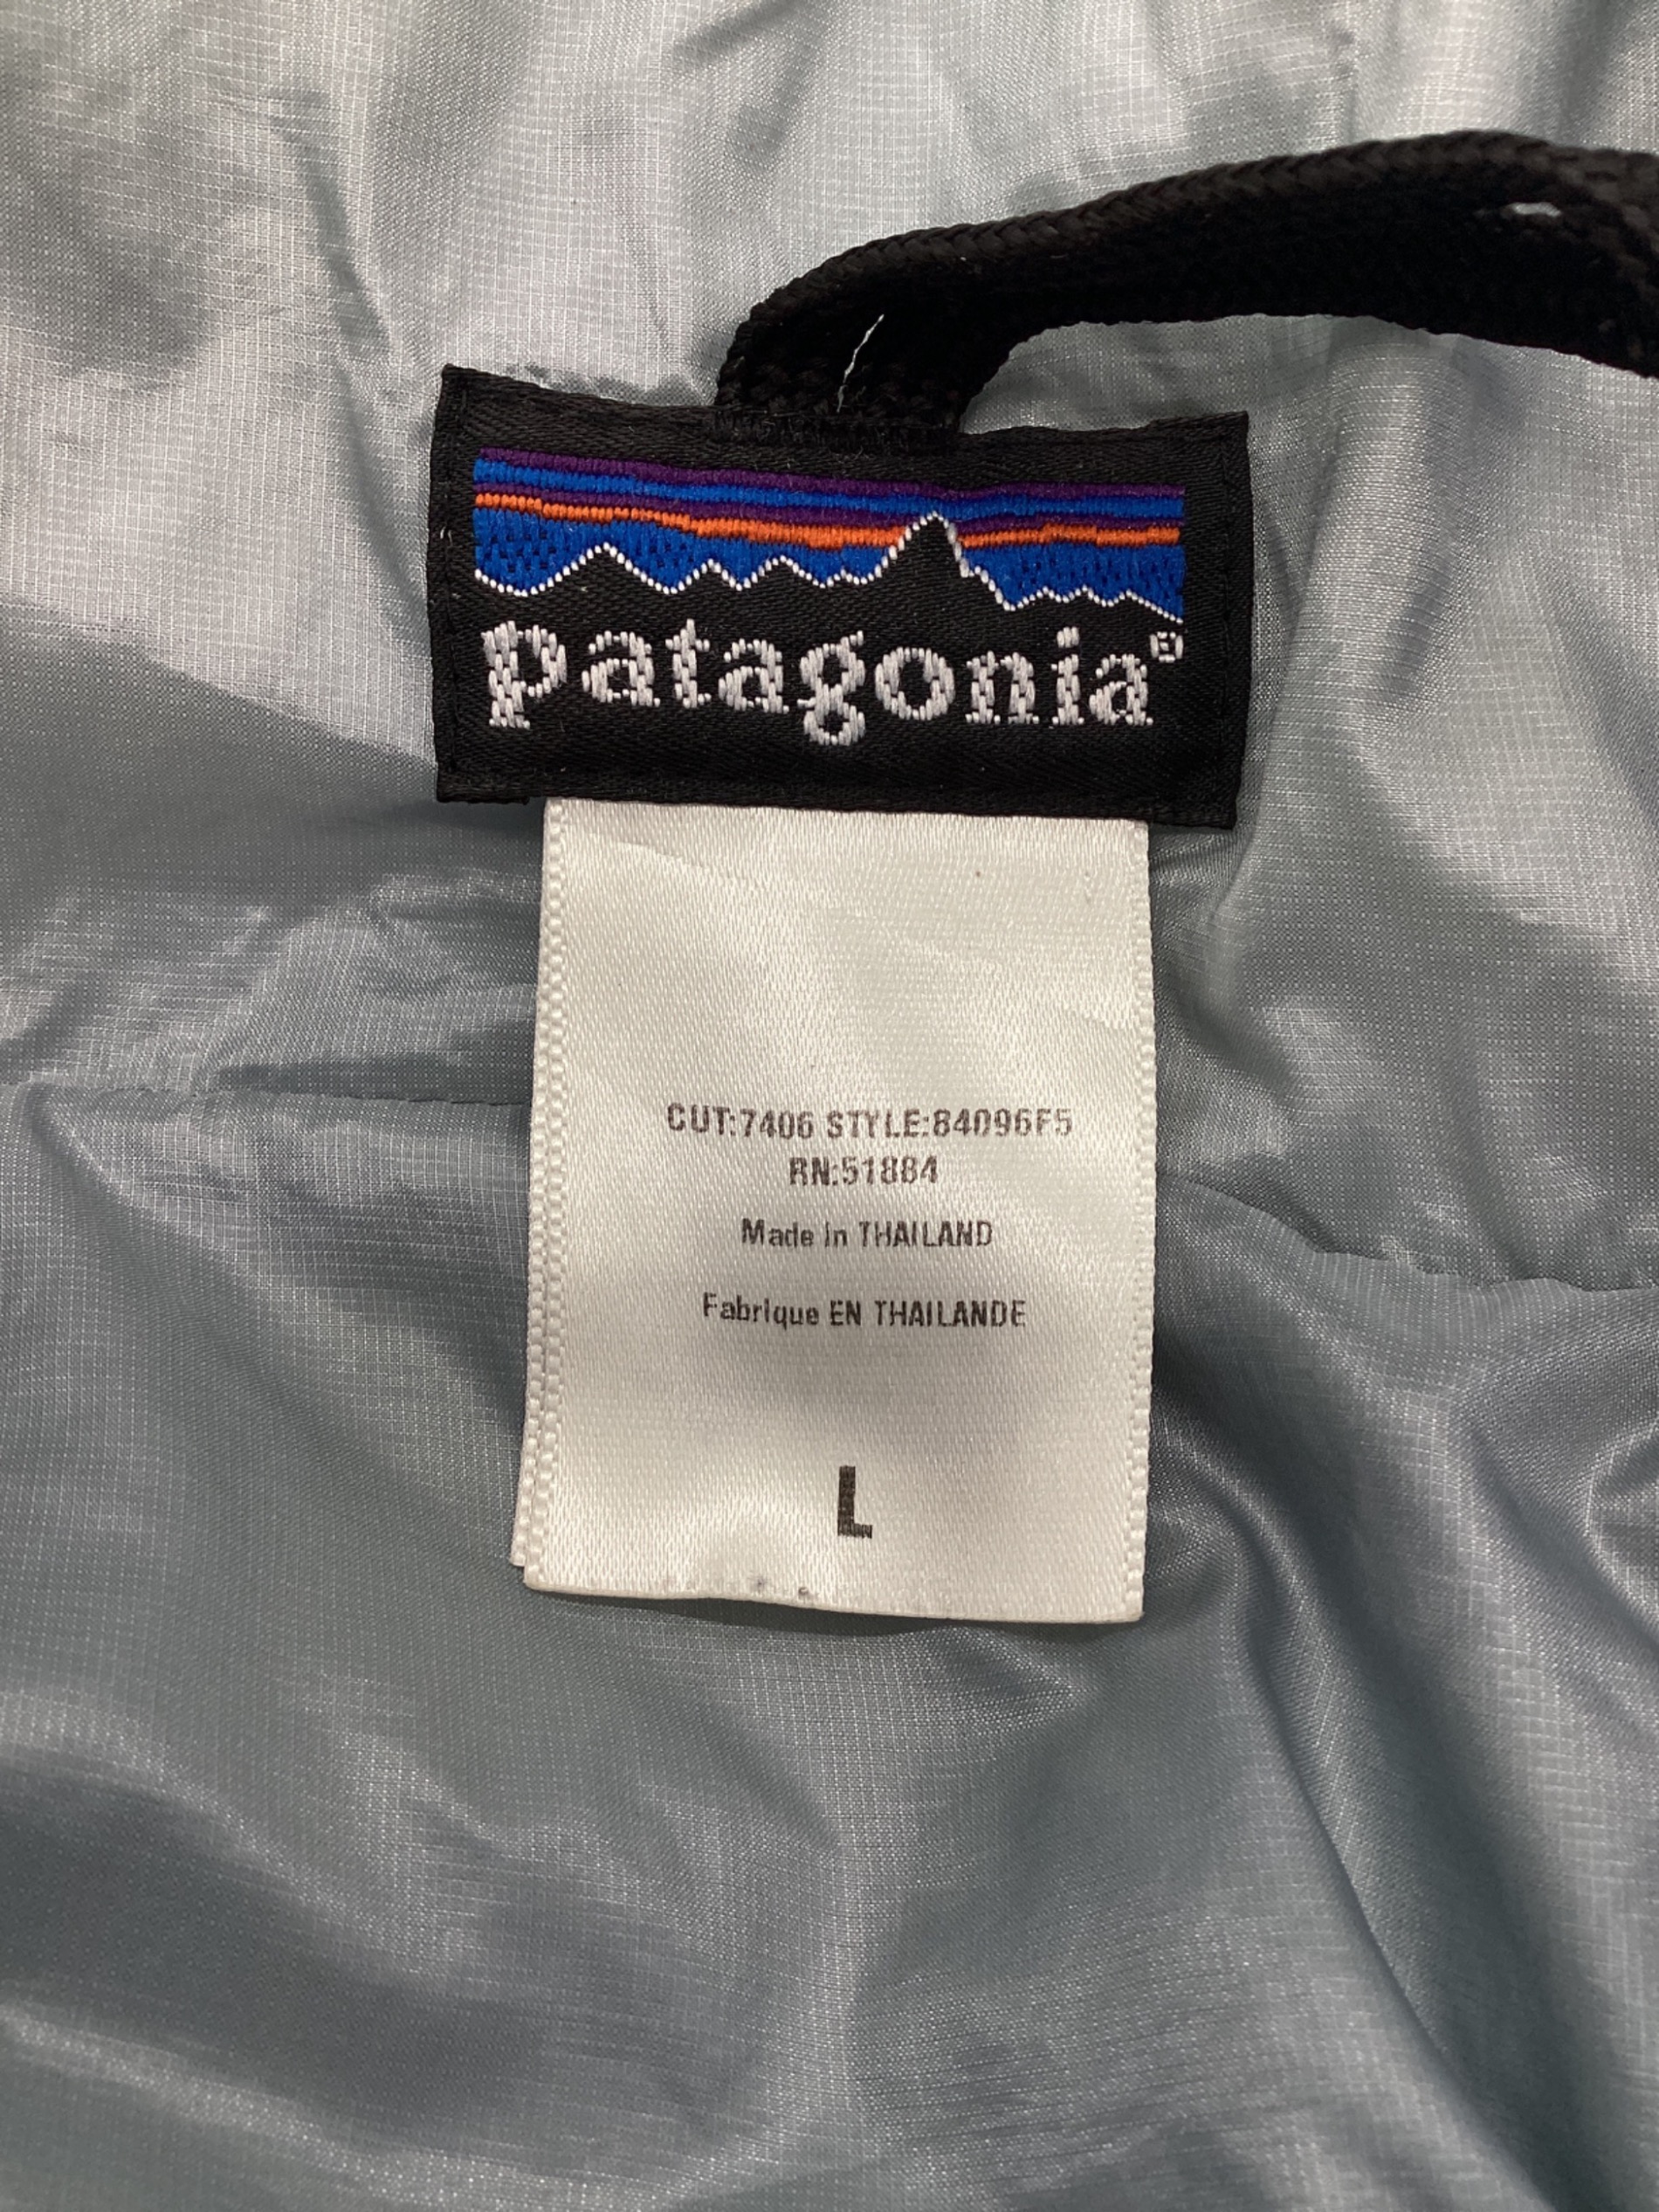 patagonia®
CUT:7406 STYLE:84096F5
RN:51884
Made in THAILAND
Fabrique EN THAILANDE
L